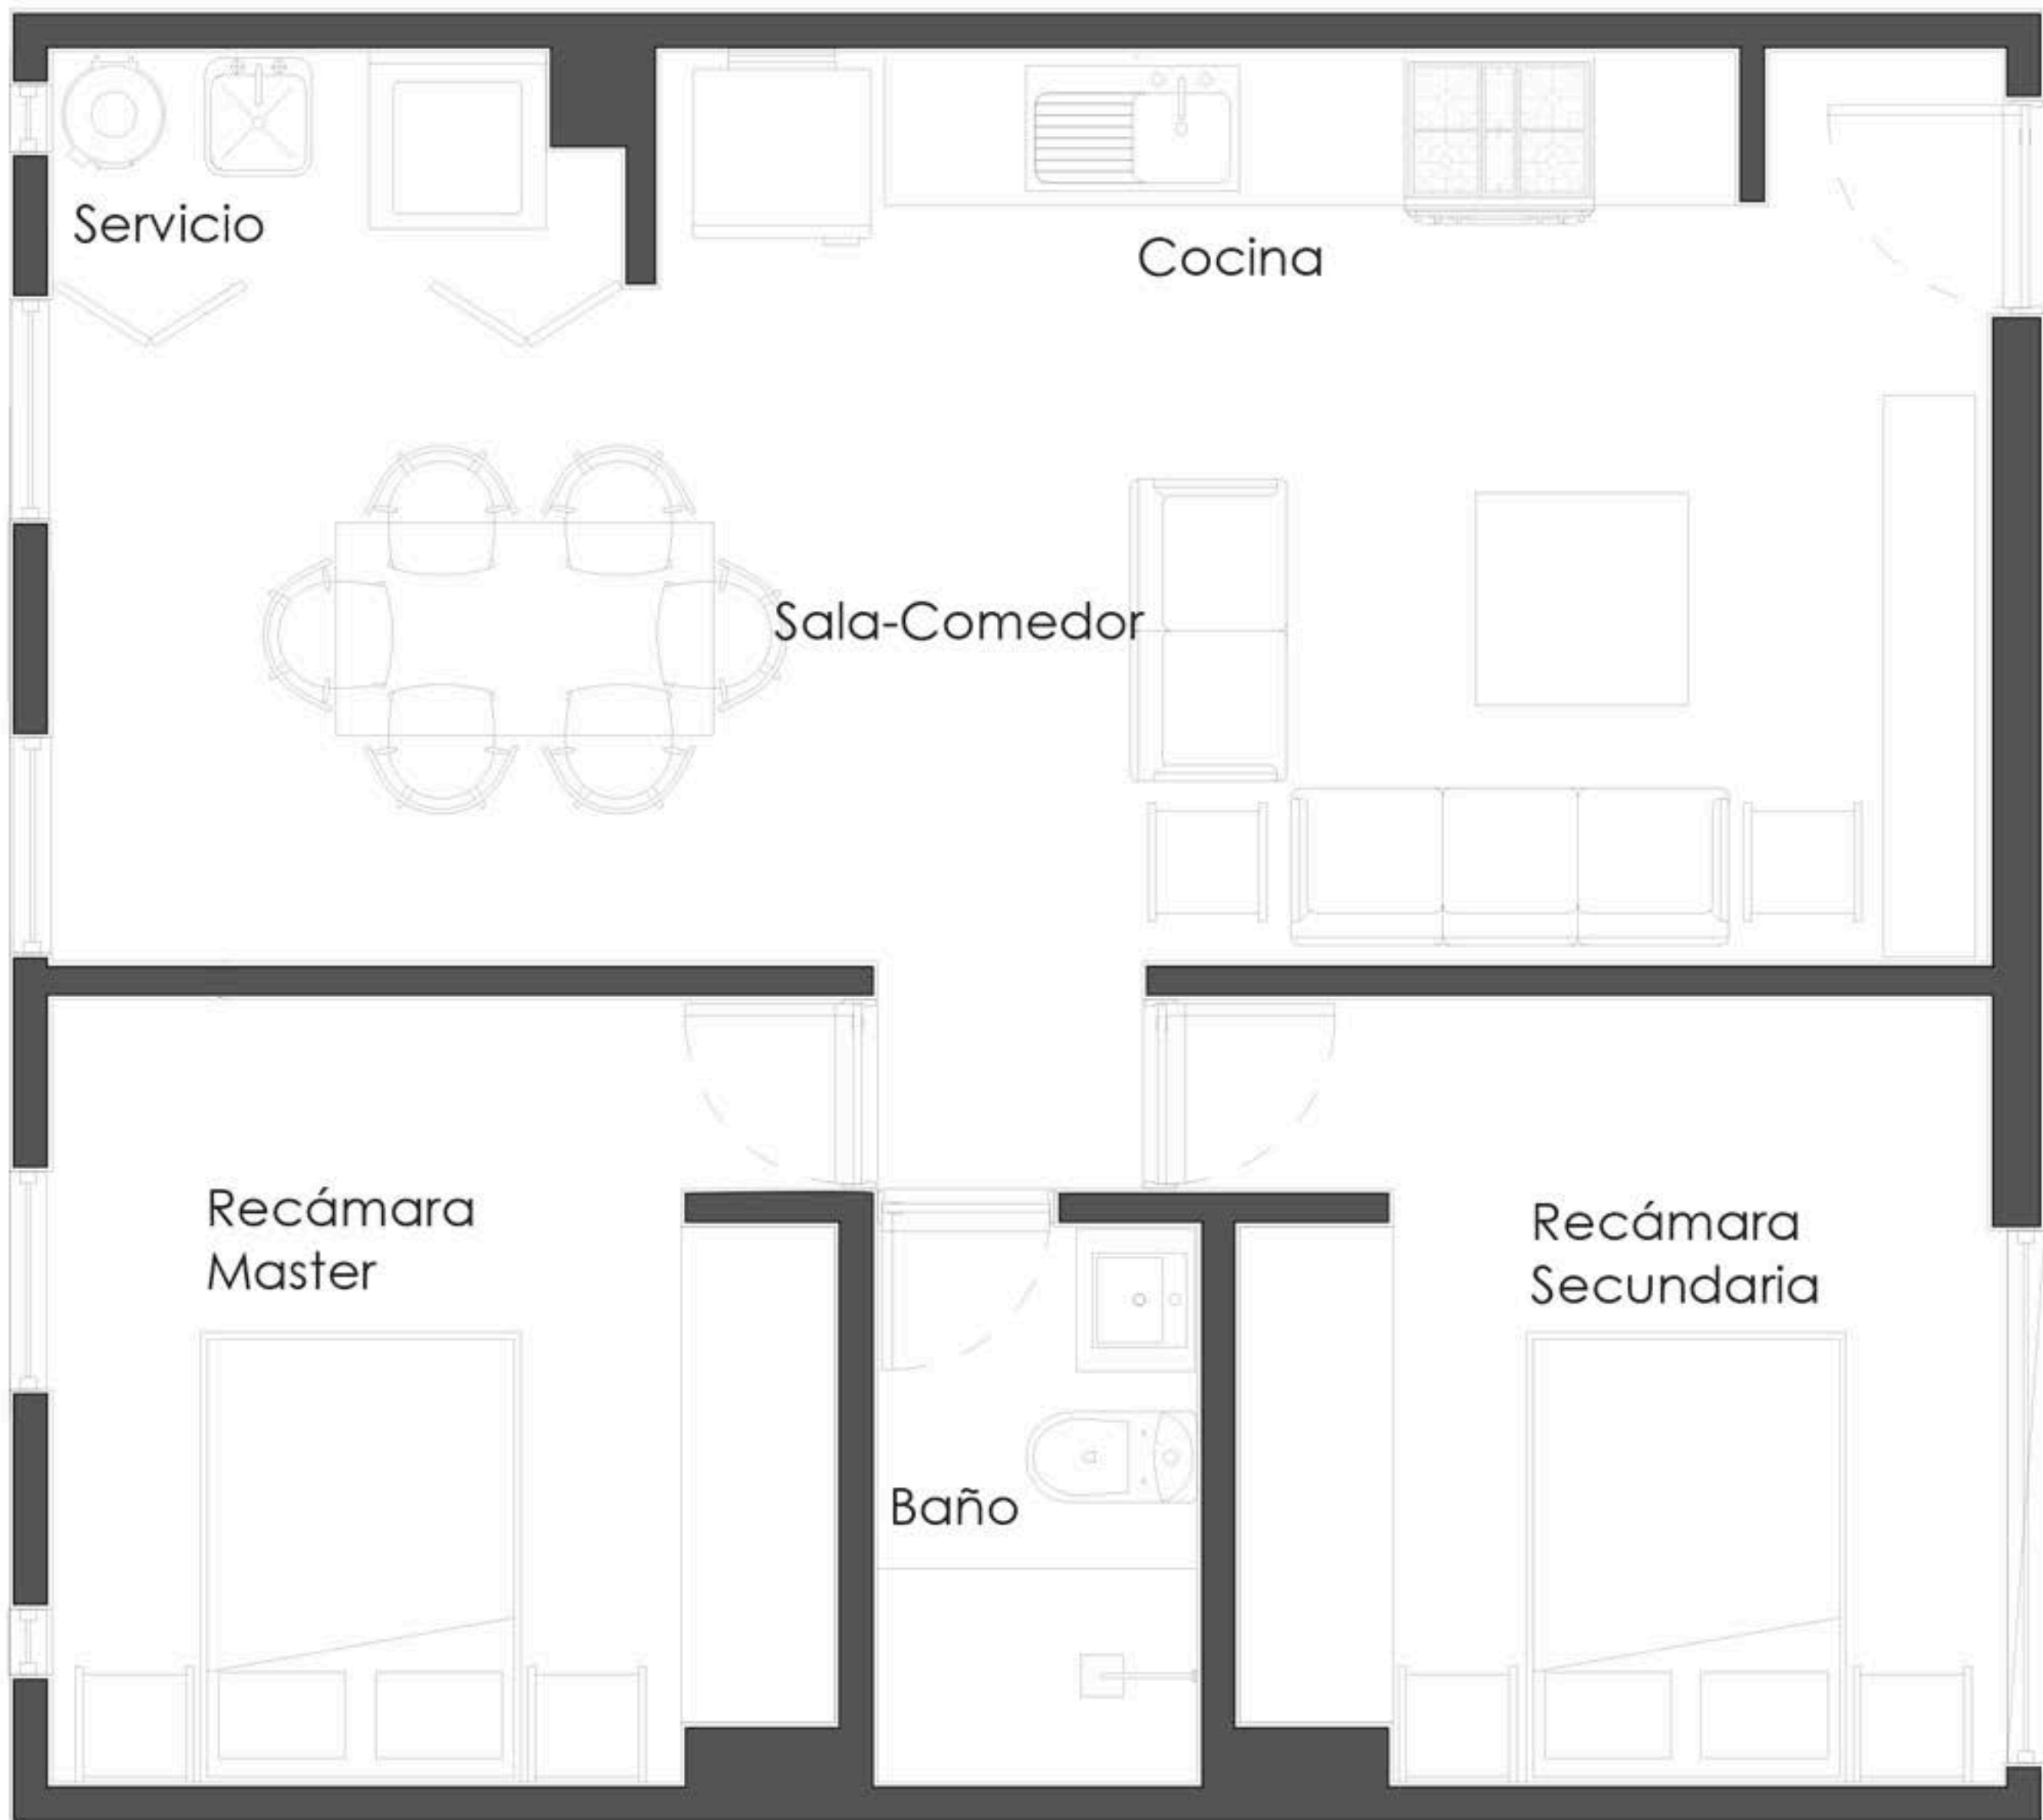 Servicio
Cocina
Sala-Comedor
Recámara
Master
Recámara
Secundaria
Baño